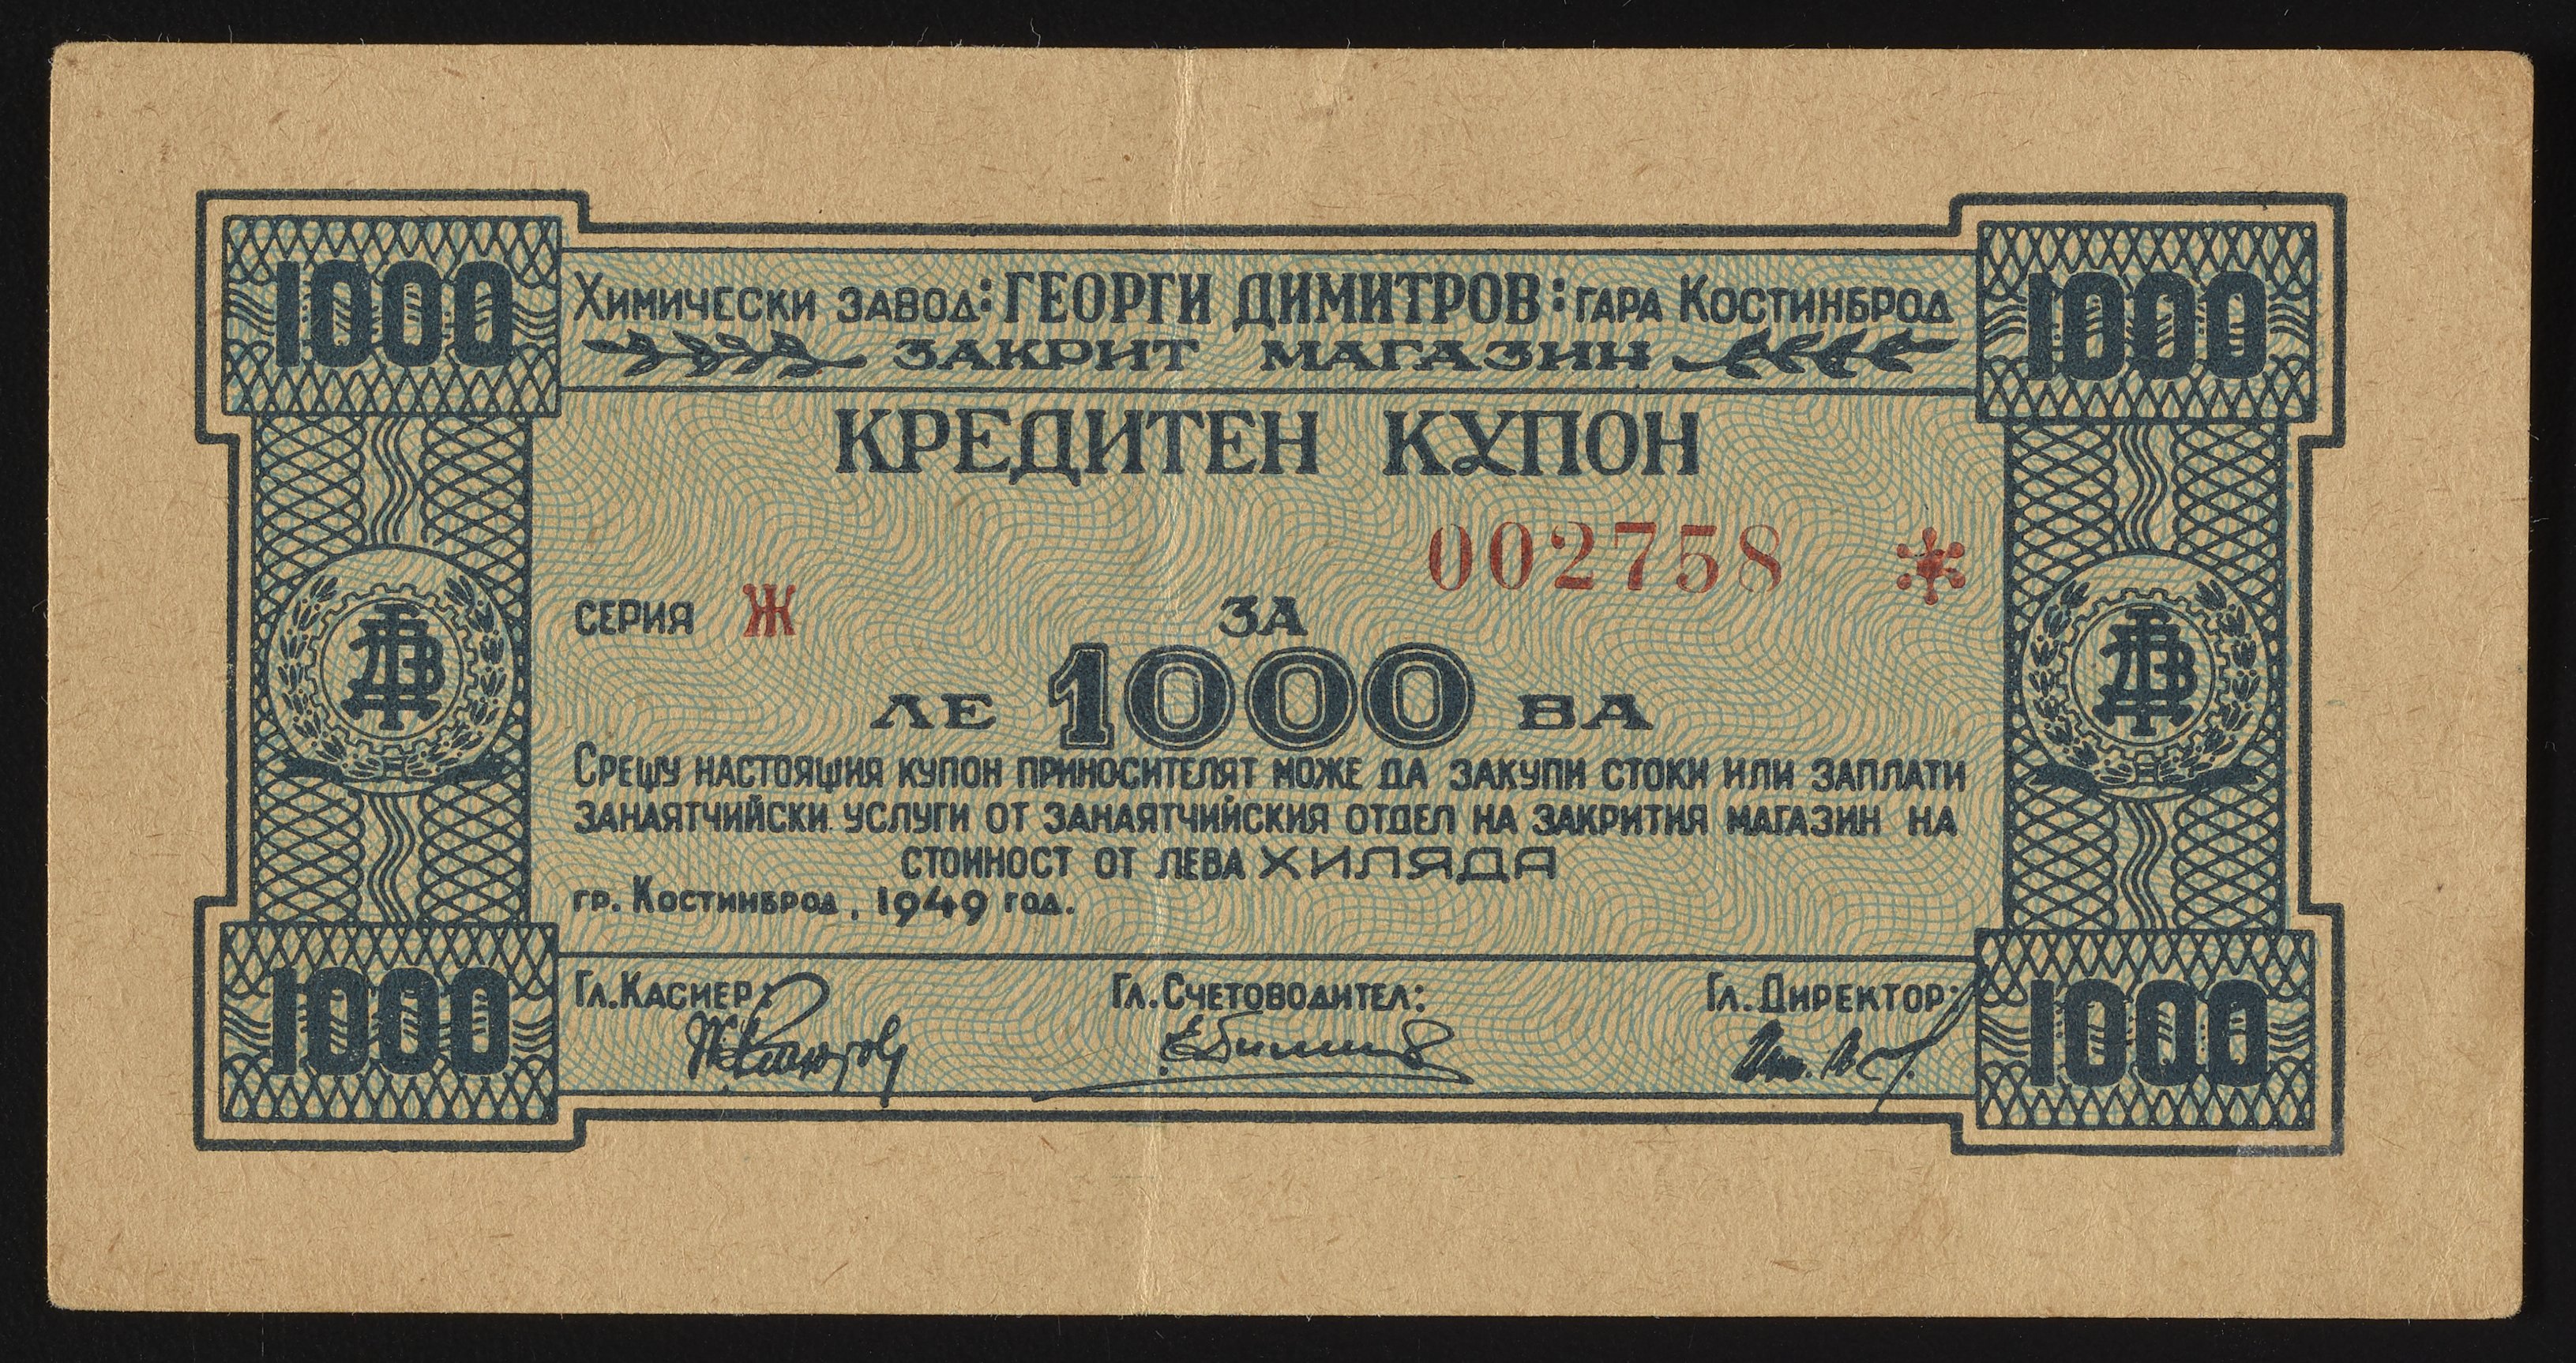 1000 1000
Химически завод: ГЕОРГИ ДИМИТРОВ: гара Костинброд
ЗАКРИТ МАГАЗИН
КРЕДИТЕН КУПОН
002758 *
СЕРИЯ Ж
ЗА
ЛЕ 1000 ВА
Срещу настоящия купон приносителят може да закупи стоки или заплати
занаятчийски услуги от занаятчийския отдел на закрития магазин на
стойност от лева ХИЛЯДА
гр. Костинброд, 1949 год.
Гл. Касиер: Гл. Счетоводител: Гл. Директор:
1000 1000